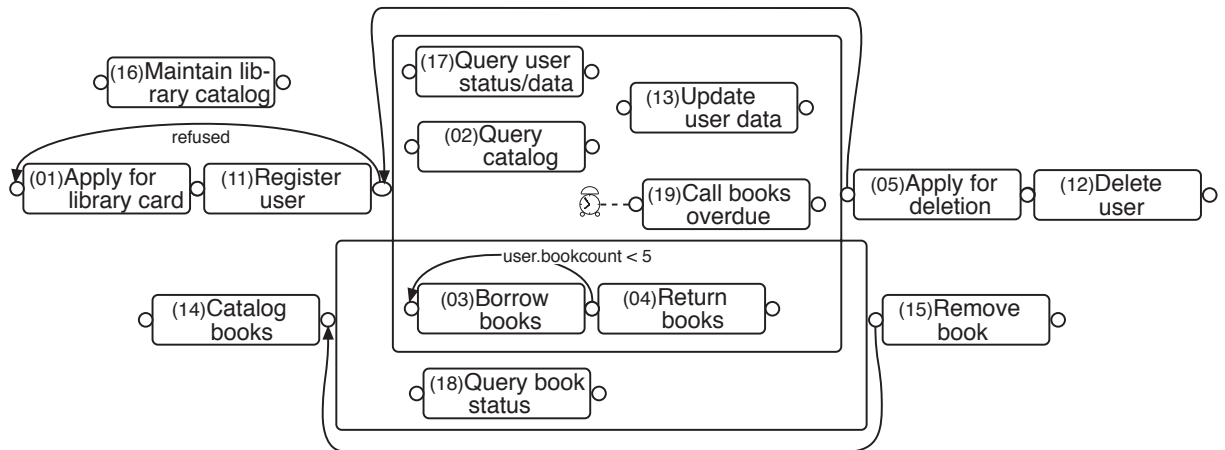 (16)Maintain lib-
rary catalog
(17)Query user
status/data
(13)Update
user data
(02)Query
catalog
refused
(01)Apply for
library card
(11)Register
user
(19)Call books
overdue
(05)Apply for
deletion
(12)Delete
user
user.bookcount < 5
(14)Catalog
books
(03)Borrow
books
(04)Return
books
(15)Remove
book
(18)Query book
status